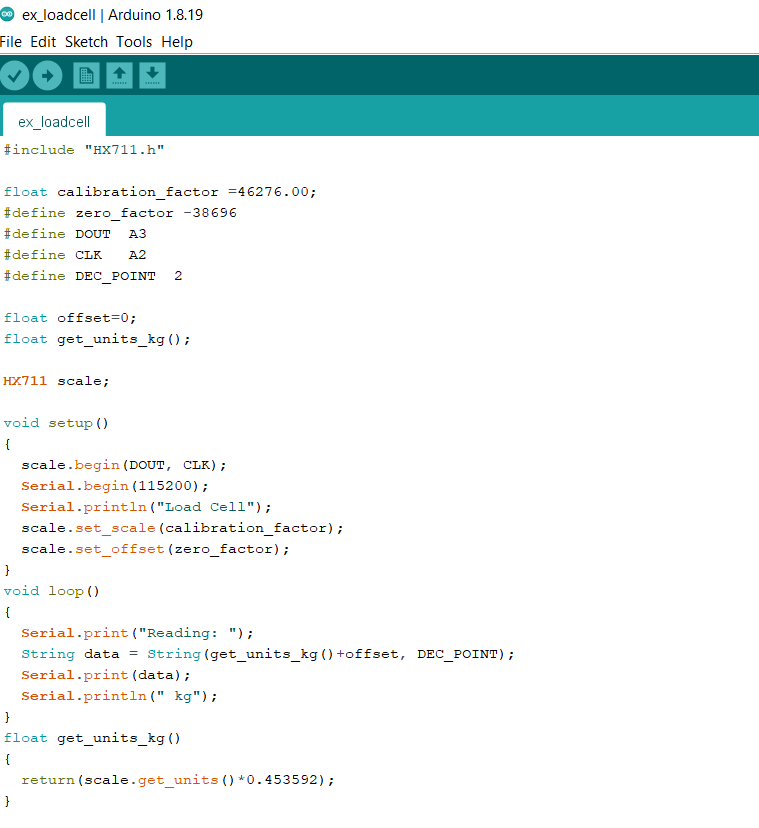 ex_loadcell | Arduino 1.8.19
File Edit Sketch Tools Help
ex_loadcell
#include "HX711.h"
float calibration_factor =46276.00;
#define zero_factor -38696
#define DOUT  A3
#define CLK   A2
#define DEC_POINT  2
float offset=0;
float get_units_kg();
HX711 scale;
void setup()
{
  scale.begin(DOUT, CLK);
  Serial.begin(115200);
  Serial.println("Load Cell");
  scale.set_scale(calibration_factor);
  scale.set_offset(zero_factor);
}
void loop()
{
  Serial.print("Reading: ");
  String data = String(get_units_kg()+offset, DEC_POINT);
  Serial.print(data);
  Serial.println(" kg");
}
float get_units_kg()
{
  return(scale.get_units()*0.453592);
}